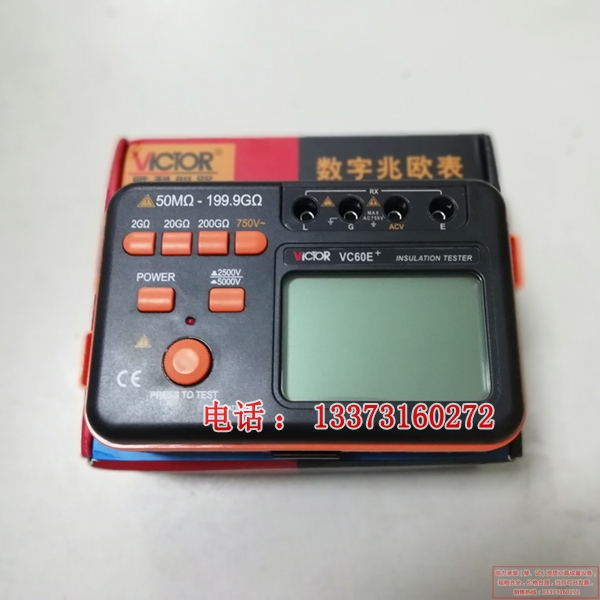 VICTOR
数字兆欧表
50MΩ - 199.9GΩ
2GΩ 20GΩ 200GΩ 750V~
RX
MAX
AC750V
L G ACV E
VICTOR VC60E+ INSULATION TESTER
POWER
2500V
5000V
CE
PRESS TO TEST
电话： 13373160272